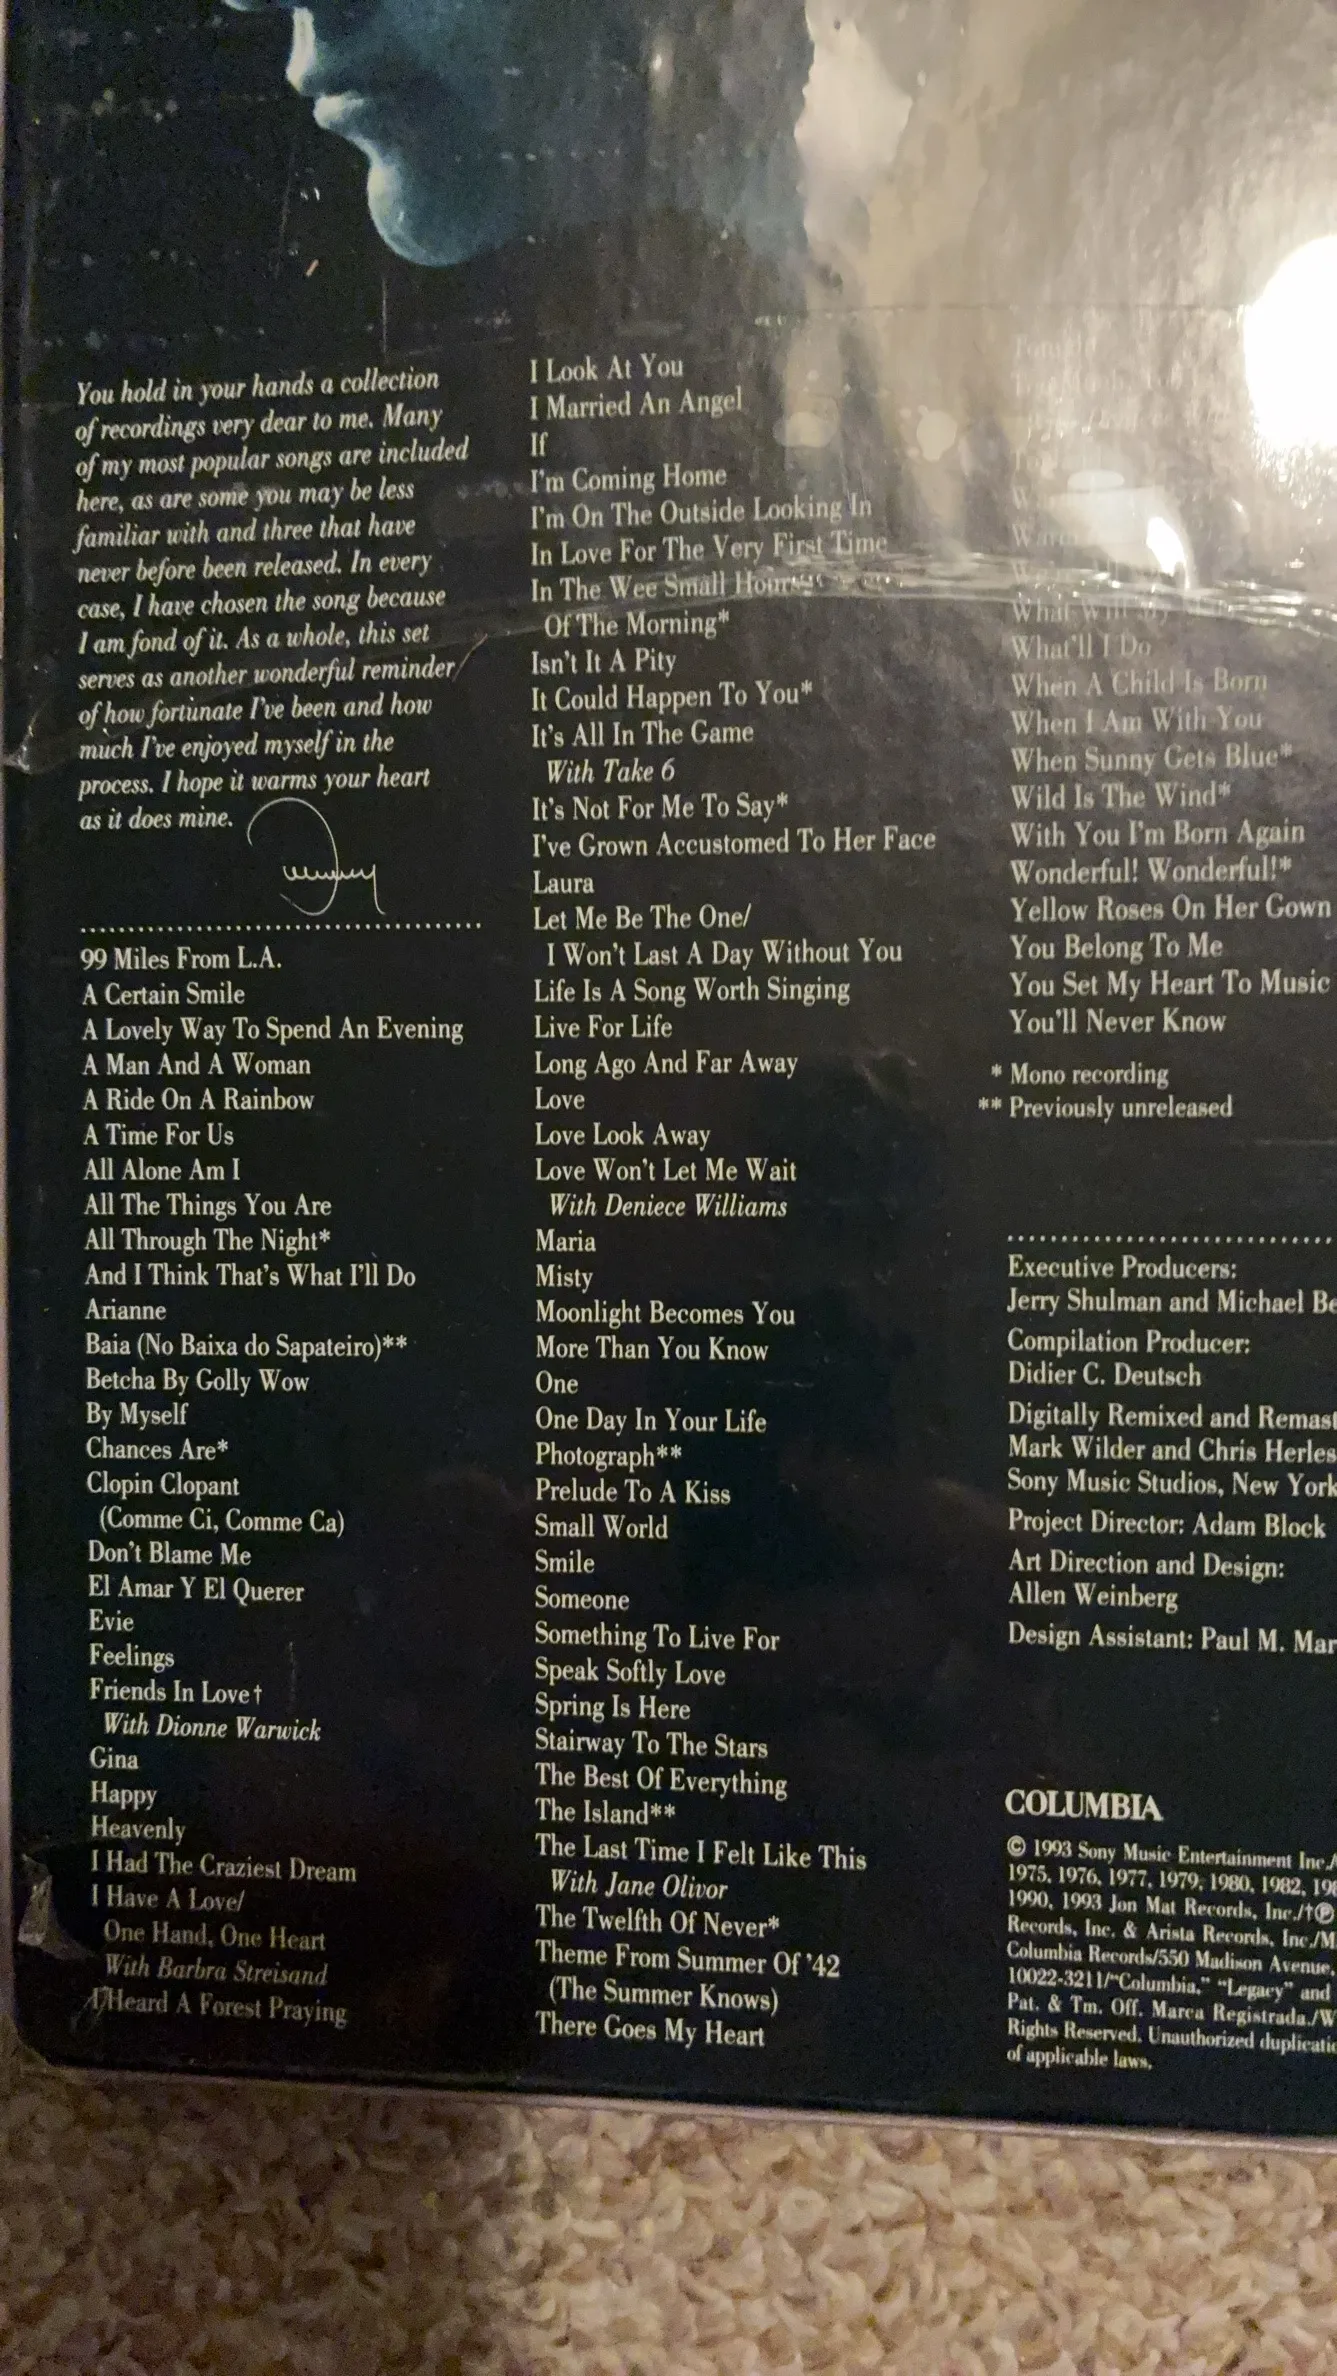 You hold in your hands a collection
of recordings very dear to me. Many
of my most popular songs are included
here, as are some you may be less
familiar with and three that have
never before been released. In every
case, I have chosen the song because
I am fond of it. As a whole, this set
serves as another wonderful reminder
of how fortunate I've been and how
much I've enjoyed myself in the
process. I hope it warms your heart
as it does mine.
99 Miles From L.A.
A Certain Smile
A Lovely Way To Spend An Evening
A Man And A Woman
A Ride On A Rainbow
A Time For Us
All Alone Am I
All The Things You Are
All Through The Night*
And I Think That's What I'll Do
Arianne
Baia (No Baixa do Sapateiro)**
Betcha By Golly Wow
By Myself
Chances Are*
Clopin Clopant
(Comme Ci, Comme Ca)
Don't Blame Me
El Amar Y El Querer
Evie
Feelings
Friends In Love†
With Dionne Warwick
Gina
Happy
Heavenly
I Had The Craziest Dream
I Have A Love/
One Hand, One Heart
With Barbra Streisand
I Heard A Forest Praying
I Look At You
I Married An Angel
If
I'm Coming Home
I'm On The Outside Looking In
In Love For The Very First Time
In The Wee Small Hours
Of The Morning*
Isn't It A Pity
It Could Happen To You*
It's All In The Game
With Take 6
It's Not For Me To Say*
I've Grown Accustomed To Her Face
Laura
Let Me Be The One/
I Won't Last A Day Without You
Life Is A Song Worth Singing
Live For Life
Long Ago And Far Away
Love
Love Look Away
Love Won't Let Me Wait
With Deniece Williams
Maria
Misty
Moonlight Becomes You
More Than You Know
One
One Day In Your Life
Photograph**
Prelude To A Kiss
Small World
Smile
Someone
Something To Live For
Speak Softly Love
Spring Is Here
Stairway To The Stars
The Best Of Everything
The Island**
The Last Time I Felt Like This
With Jane Olivor
The Twelfth Of Never*
Theme From Summer Of '42
(The Summer Knows)
There Goes My Heart
What Will My
What'll I Do
When A Child Is Born
When I Am With You
When Sunny Gets Blue*
Wild Is The Wind*
With You I'm Born Again
Wonderful! Wonderful!*
Yellow Roses On Her Gown
You Belong To Me
You Set My Heart To Music
You'll Never Know
* Mono recording
** Previously unreleased
Executive Producers:
Jerry Shulman and Michael
Compilation Producer:
Didier C. Deutsch
Digitally Remixed and
Mark Wilder and Chris
Sony Music Studios, New York
Project Director: Adam Block
Art Direction and Design:
Allen Weinberg
Design Assistant: Paul M.
COLUMBIA
© 1993 Sony Music Entertainment Inc./
1975, 1976, 1977, 1979, 1980, 1982,
1990, 1993 Jon Mat Records, Inc./†℗
Records, Inc. & Arista Records, Inc./
Columbia Records/550 Madison Avenue,
10022-3211/"Columbia," "Legacy" and
Pat. & Tm. Off. Marca Registrada./
Rights Reserved. Unauthorized
of applicable laws.